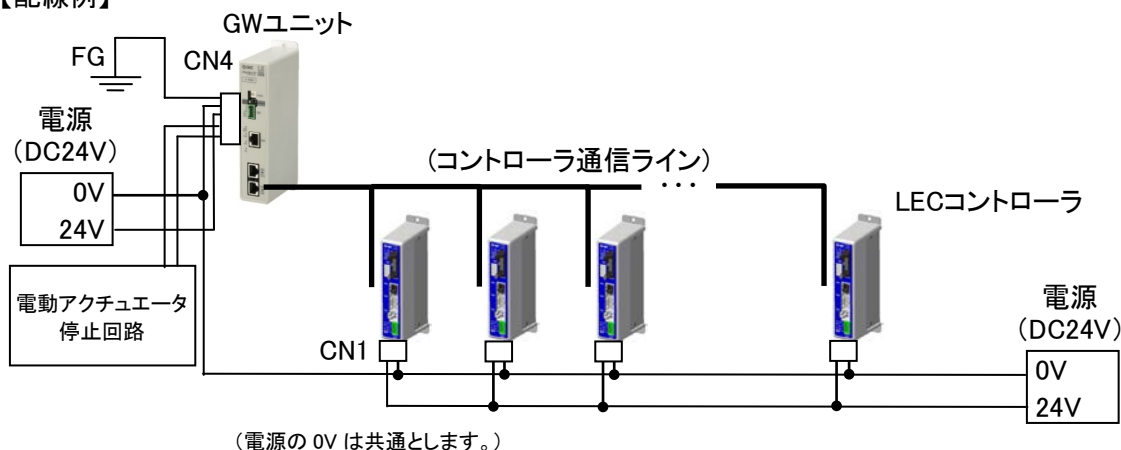 【配線例】
GWユニット
FG
CN4
電源
(DC24V)
0V
24V
電動アクチュエータ
停止回路
(コントローラ通信ライン)
・・・
LECコントローラ
CN1
電源
(DC24V)
0V
24V
(電源の 0V は共通とします。)